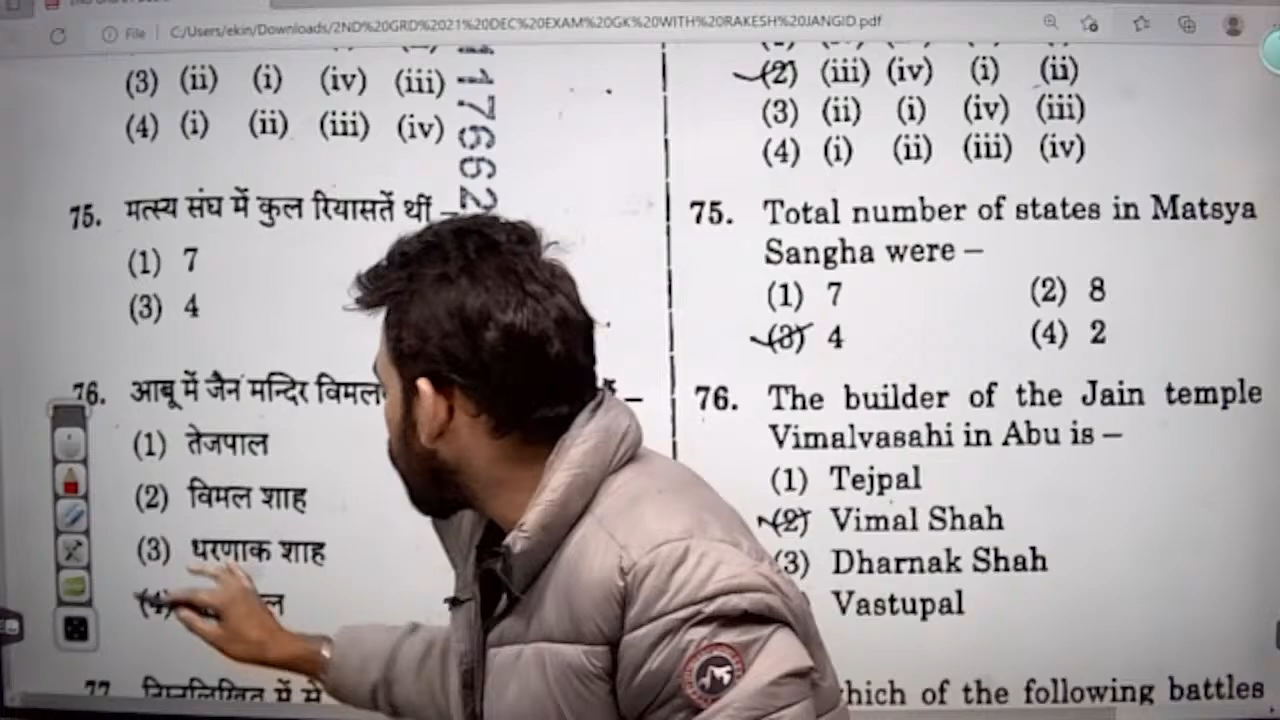 File C:/Users/ekin/Downloads/2ND%20GRD%2021%20DEC%20EXAM%20GK%20WITH%20RAKESH%20JANGID.pdf
(3) (ii) (i) (iv) (iii)
(4) (i) (ii) (iii) (iv)
75. मत्स्य संघ में कुल रियासतें थीं –
(1) 7
(3) 4
76. आबू में जैन मन्दिर विमल
(1) तेजपाल
(2) विमल शाह
(3) धरणाक शाह
(4)
77
17662
(2) (iii) (iv) (i) (ii)
(3) (ii) (i) (iv) (iii)
(4) (i) (ii) (iii) (iv)
75. Total number of states in Matsya
Sangha were –
(1) 7 (2) 8
(3) 4 (4) 2
76. The builder of the Jain temple
Vimalvasahi in Abu is –
(1) Tejpal
(2) Vimal Shah
(3) Dharnak Shah
Vastupal
of the following battles